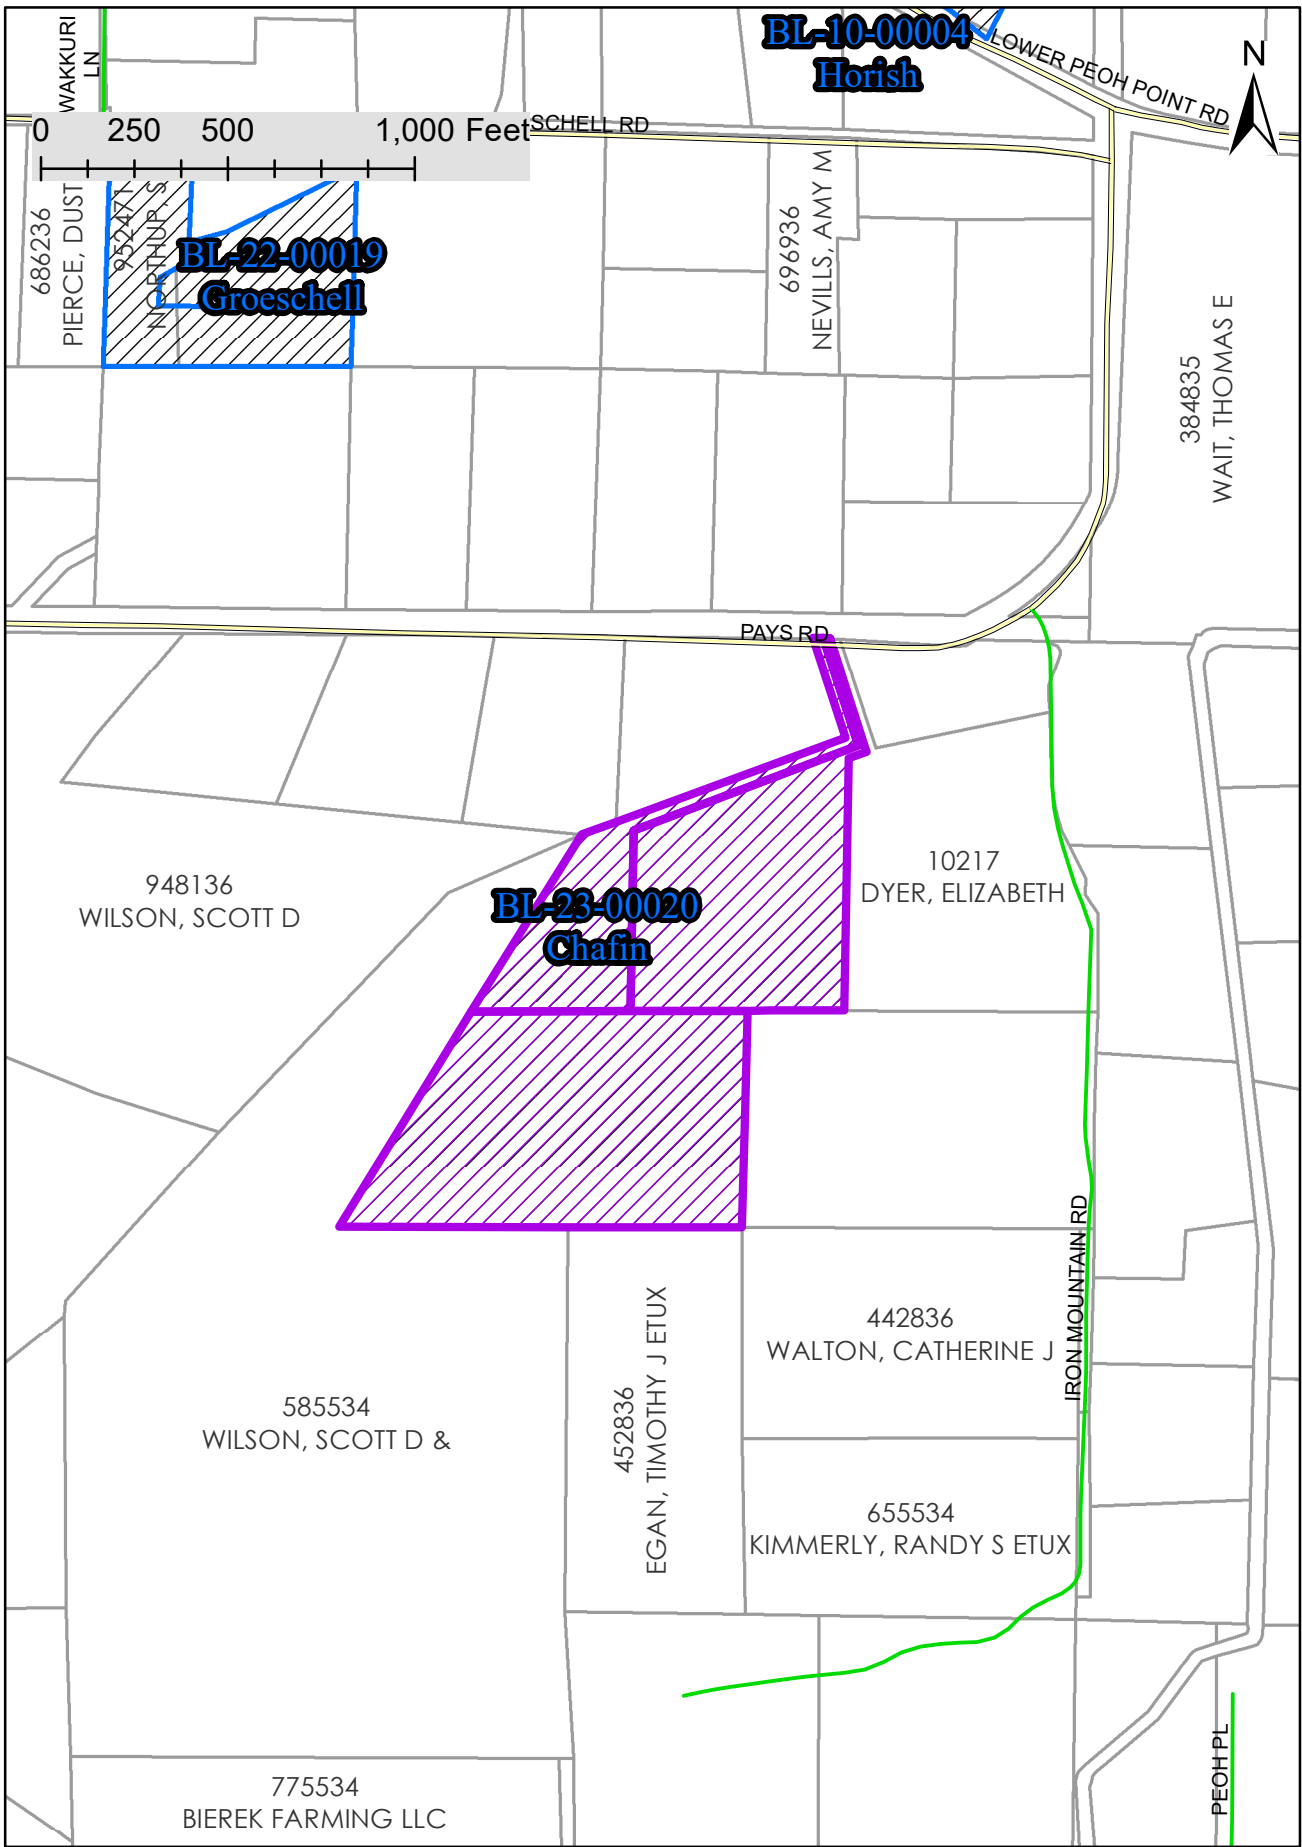 BL-10-00004
Horish
LOWER PEOH POINT RD
N
WAKKURI
LN
0 250 500 1,000 Feet
SCHELL RD
686236
PIERCE, DUST
952471
NORTHUP, S
BL-22-00019
Groeschell
696936
NEVILLS, AMY M
384835
WAIT, THOMAS E
PAYS RD
948136
WILSON, SCOTT D
BL-23-00020
Chafin
10217
DYER, ELIZABETH
IRON MOUNTAIN RD
442836
WALTON, CATHERINE J
452836
EGAN, TIMOTHY J ETUX
585534
WILSON, SCOTT D &
655534
KIMMERLY, RANDY S ETUX
775534
BIEREK FARMING LLC
PEOH PL